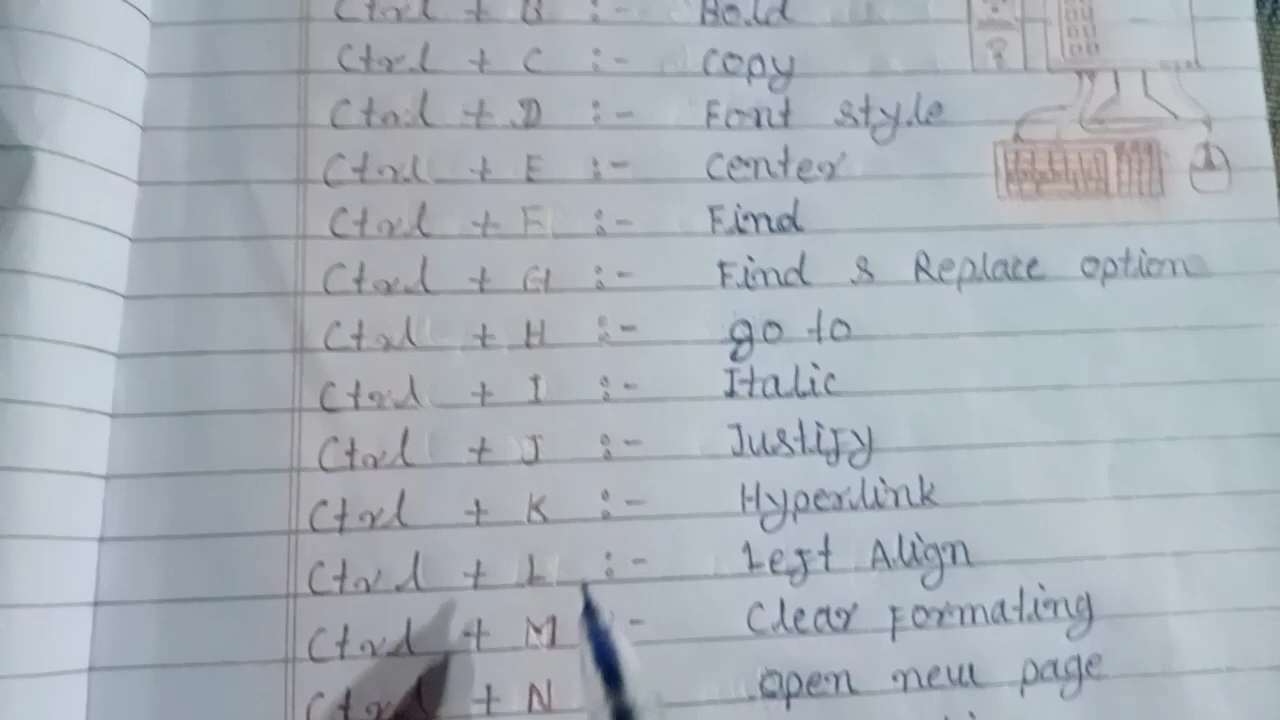 Ctrl + B :- Bold
Ctrl + C :- Copy
Ctrl + D :- Font style
Ctrl + E :- Center
Ctrl + F :- Find
Ctrl + G :- Find & Replace option
Ctrl + H :- go to
Ctrl + I :- Italic
Ctrl + J :- Justify
Ctrl + K :- Hyperlink
Ctrl + L :- Left Align
Ctrl + M :- Clear Formating
Ctrl + N open new page